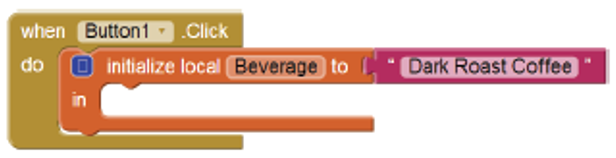 when Button1 .Click
do initialize local Beverage to " Dark Roast Coffee "
in